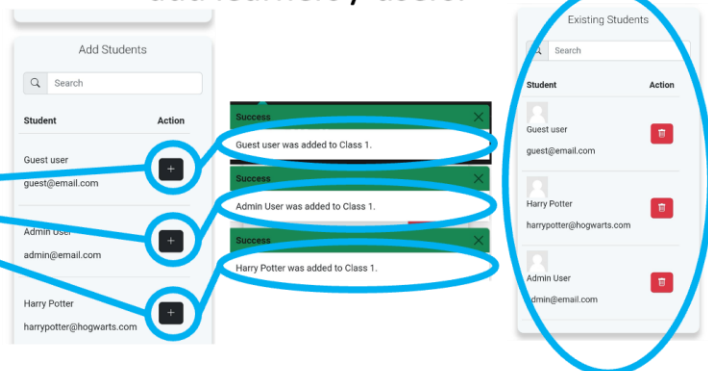 Add Students
Search
Student Action
Guest user
guest@email.com
Admin User
admin@email.com
Harry Potter
harrypotter@hogwarts.com
Success
Guest user was added to Class 1.
Success
Admin User was added to Class 1.
Success
Harry Potter was added to Class 1.
Existing Students
Search
Student Action
Guest user
guest@email.com
Harry Potter
harrypotter@hogwarts.com
Admin User
admin@email.com